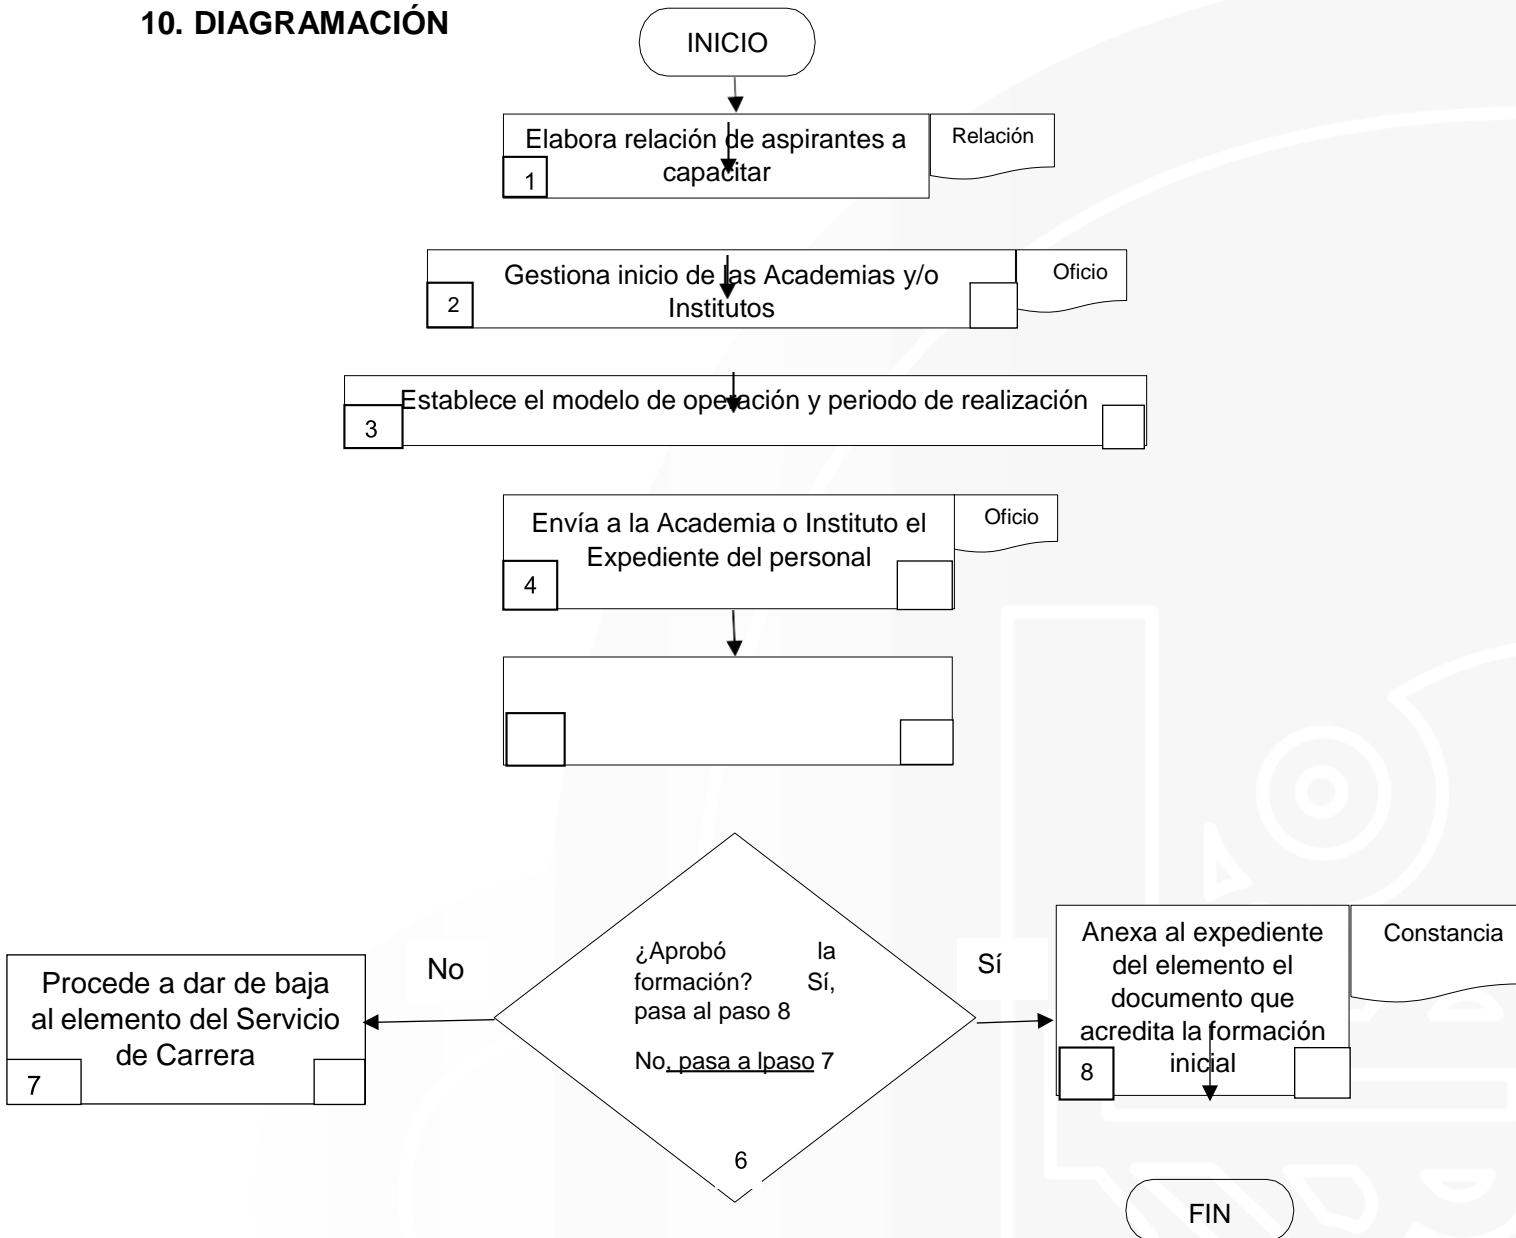 10. DIAGRAMACIÓN
INICIO
Elabora relación de aspirantes a
capacitar
1
Relación
Gestiona inicio de las Academias y/o
Institutos
2
Oficio
Establece el modelo de operación y periodo de realización
3
Envía a la Academia o Instituto el
Expediente del personal
4
Oficio
No
Procede a dar de baja
al elemento del Servicio
de Carrera
7
¿Aprobó la
formación? Sí,
pasa al paso 8
No, pasa a lpaso 7
6
Sí
Anexa al expediente
del elemento el
documento que
acredita la formación
inicial
8
Constancia
FIN